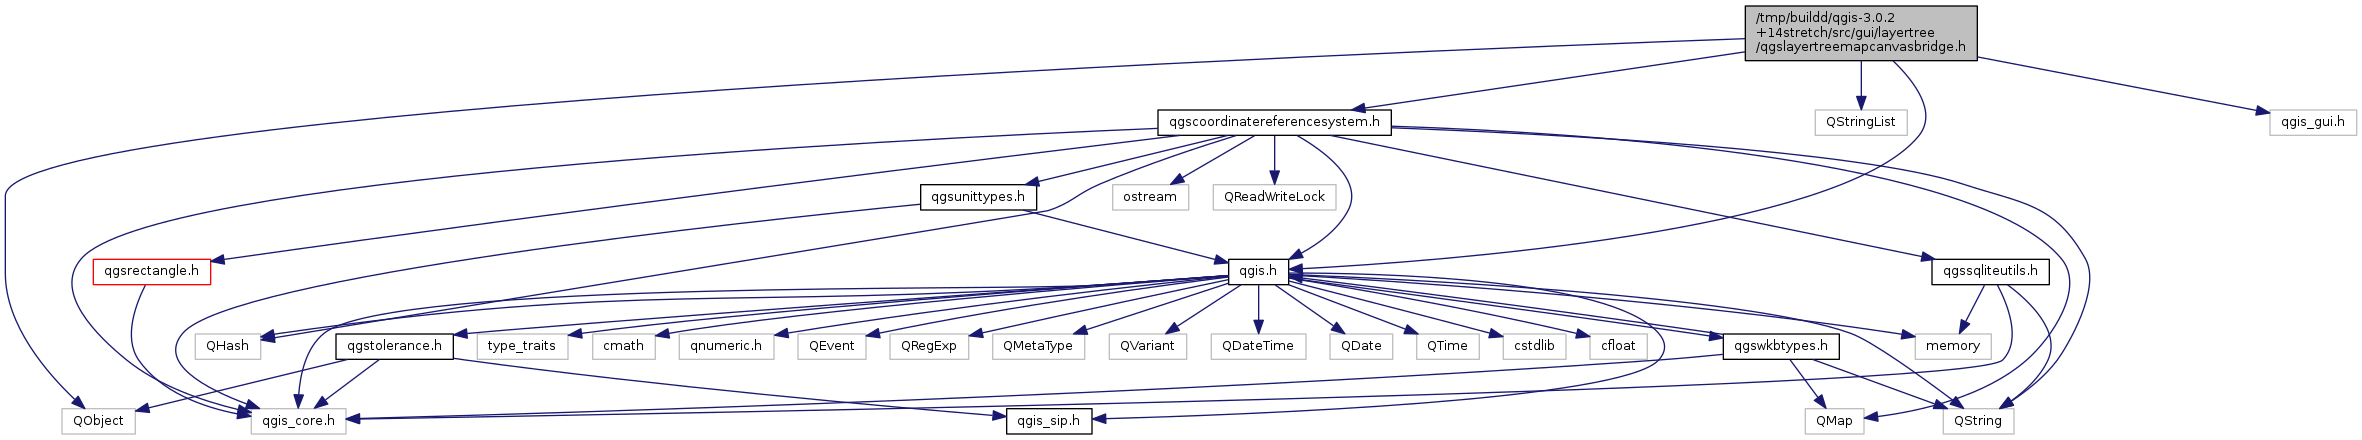 /tmp/buildd/qgis-3.0.2
+14stretch/src/gui/layertree
/qgslayertreemapcanvasbridge.h
qgscoordinatereferencesystem.h
QStringList
qgis_gui.h
qgsunittypes.h
ostream
QReadWriteLock
qgsrectangle.h
qgis.h
qgssqliteutils.h
QHash
qgstolerance.h
type_traits
cmath
qnumeric.h
QEvent
QRegExp
QMetaType
QVariant
QDateTime
QDate
QTime
cstdlib
cfloat
qgswkbtypes.h
memory
QObject
qgis_core.h
qgis_sip.h
QMap
QString